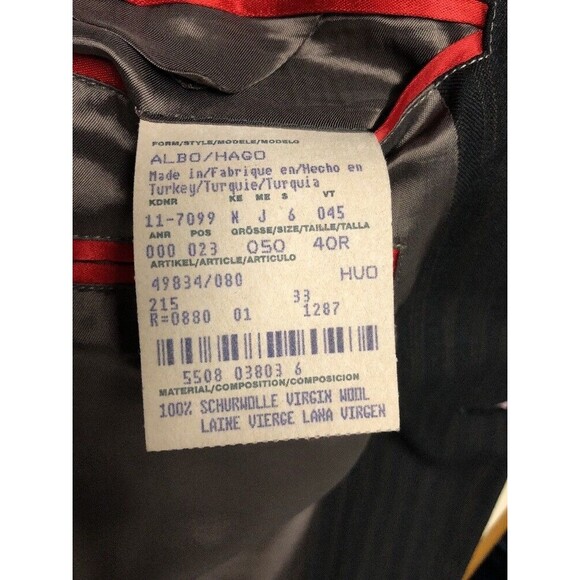 FORM/STYLE/MODELE/MODELO
ALBO/HAGO
Made in/Fabrique en/Hecho en
Turkey/Turquie/Turquia
KDNR KE ME S VT
11-7099 N J 6 045
ANR POS GRÖSSE/SIZE/TAILLE/TALLA
000 023 050 40R
ARTIKEL/ARTICLE/ARTICULO
49834/080 HUO
215 33
R=0880 01 1287
5508 03803 6
MATERIAL/COMPOSITION/COMPOSICION
100% SCHURWOLLE VIRGIN WOOL
LAINE VIERGE LANA VIRGEN